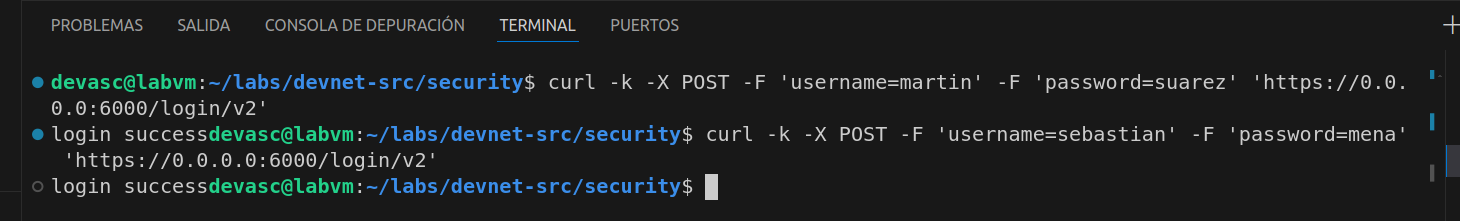 PROBLEMAS SALIDA CONSOLA DE DEPURACIÓN TERMINAL PUERTOS
devasc@labvm:~/labs/devnet-src/security$ curl -k -X POST -F 'username=martin' -F 'password=suarez' 'https://0.0.
0.0:6000/login/v2'
login successdevasc@labvm:~/labs/devnet-src/security$ curl -k -X POST -F 'username=sebastian' -F 'password=mena'
'https://0.0.0.0:6000/login/v2'
login successdevasc@labvm:~/labs/devnet-src/security$